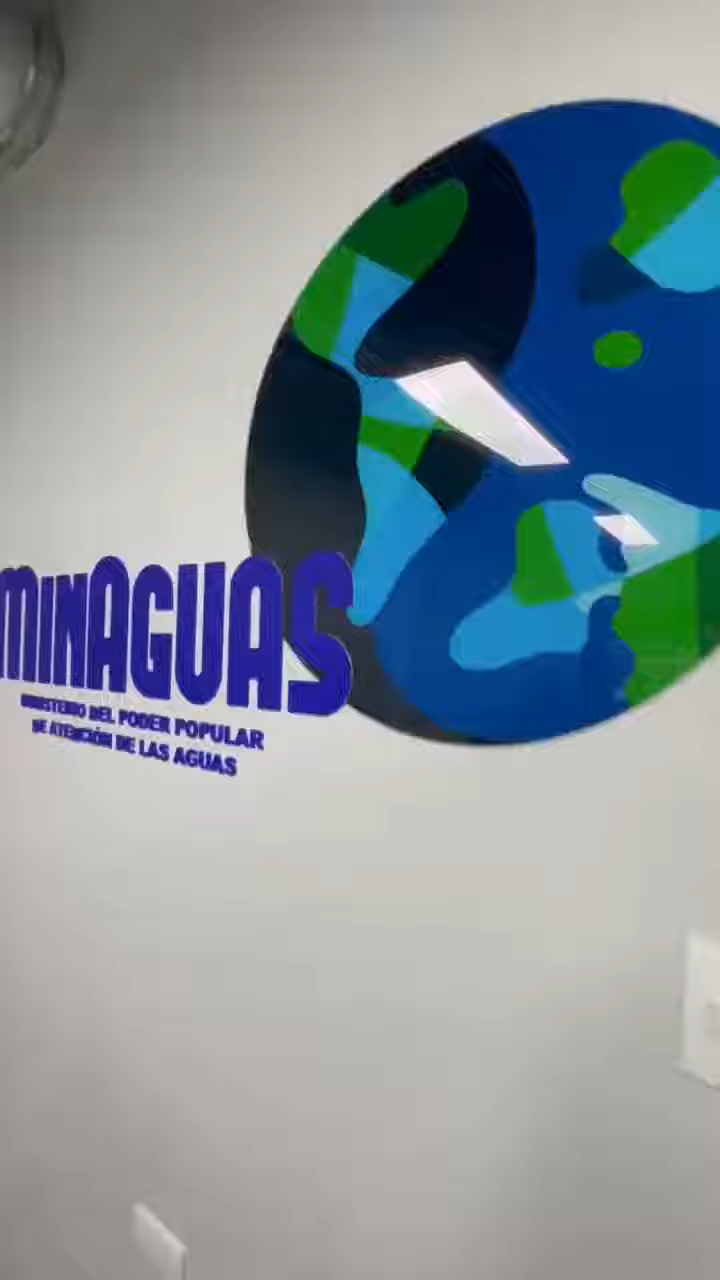 MINAGUAS
MINISTERIO DEL PODER POPULAR
DE ATENCIÓN DE LAS AGUAS